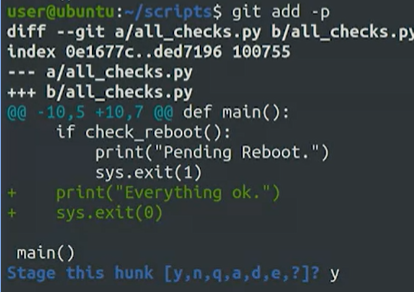 user@ubuntu:~/scripts$ git add -p
diff --git a/all_checks.py b/all_checks.py
index 0e1677c..ded7196 100755
--- a/all_checks.py
+++ b/all_checks.py
@@ -10,5 +10,7 @@ def main():
     if check_reboot():
         print("Pending Reboot.")
         sys.exit(1)
+    print("Everything ok.")
+    sys.exit(0)
 main()
Stage this hunk [y,n,q,a,d,e,?]? y